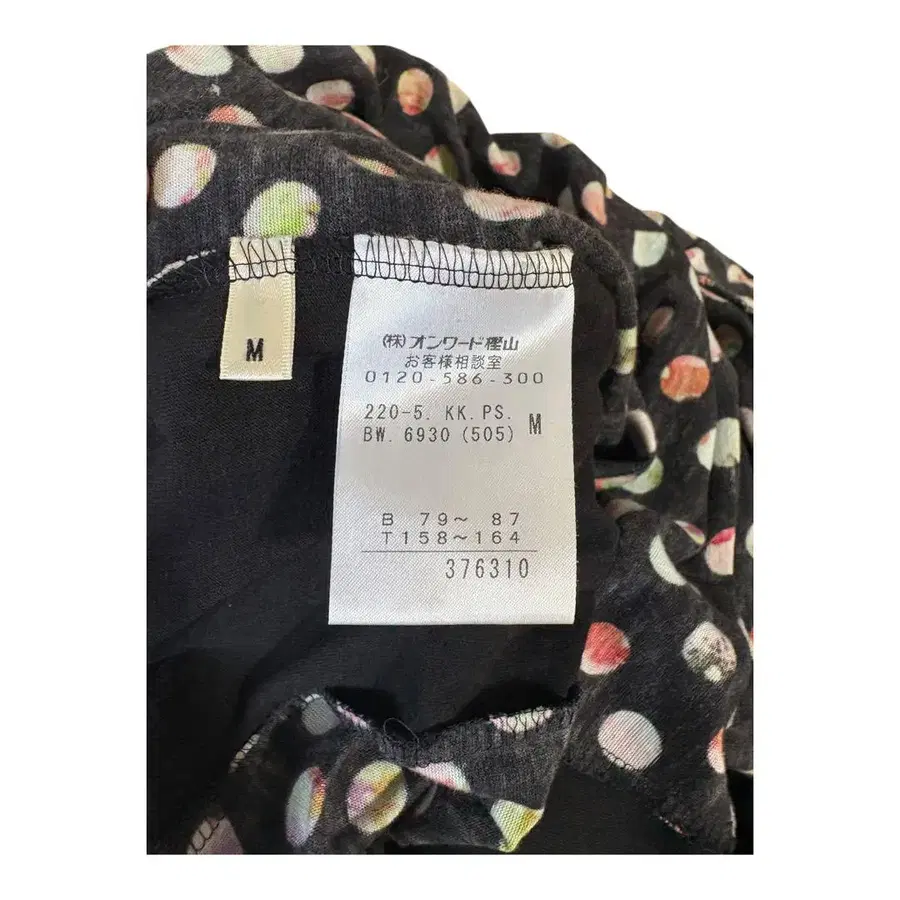 M
(株)オンワード樫山
お客様相談室
0120-586-300
220-5. KK. PS. M
BW. 6930 (505)
B 79～ 87
T158～164
376310